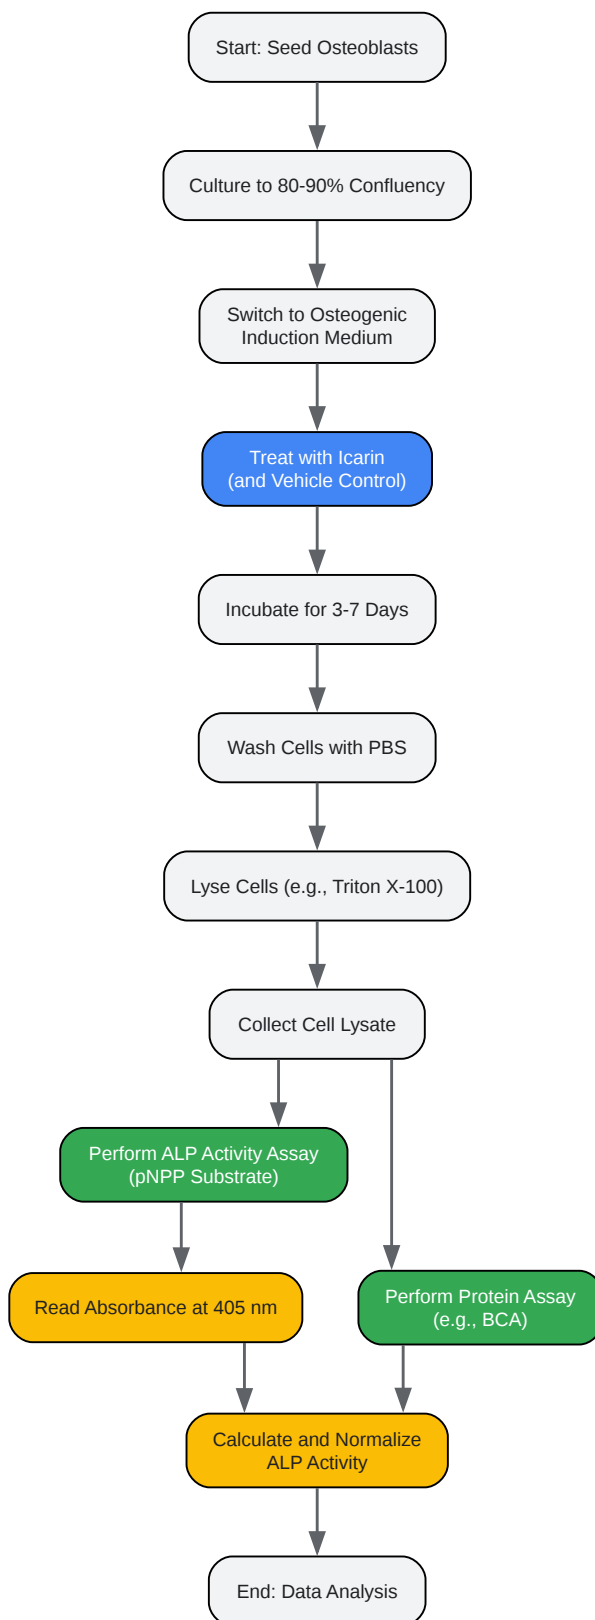 Start: Seed Osteoblasts
Culture to 80-90% Confluency
Switch to Osteogenic
Induction Medium
Treat with Icarin
(and Vehicle Control)
Incubate for 3-7 Days
Wash Cells with PBS
Lyse Cells (e.g., Triton X-100)
Collect Cell Lysate
Perform ALP Activity Assay
(pNPP Substrate)
Read Absorbance at 405 nm
Perform Protein Assay
(e.g., BCA)
Calculate and Normalize
ALP Activity
End: Data Analysis